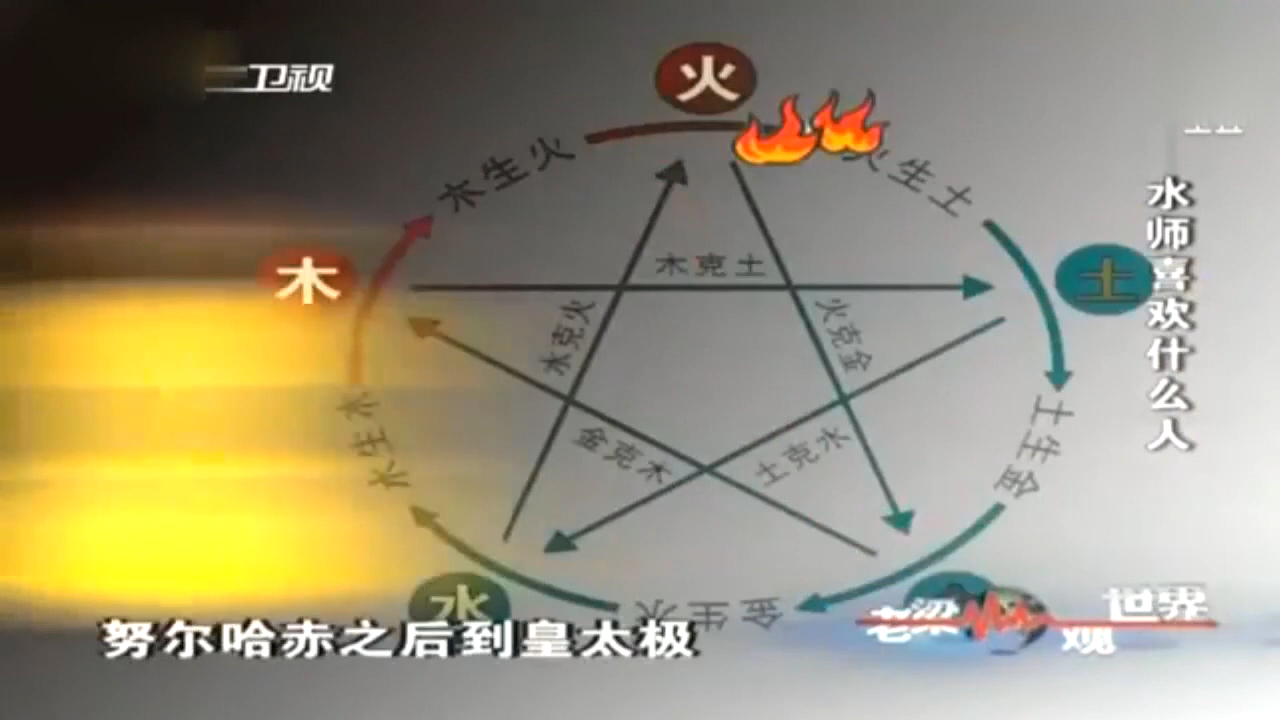 卫视
火
木生火
火生土
木
土
木克土
水克火
火克金
金克木
土克水
水生木
土生金
水
金生水
水师喜欢什么人
努尔哈赤之后到皇太极
老梁
观
世界